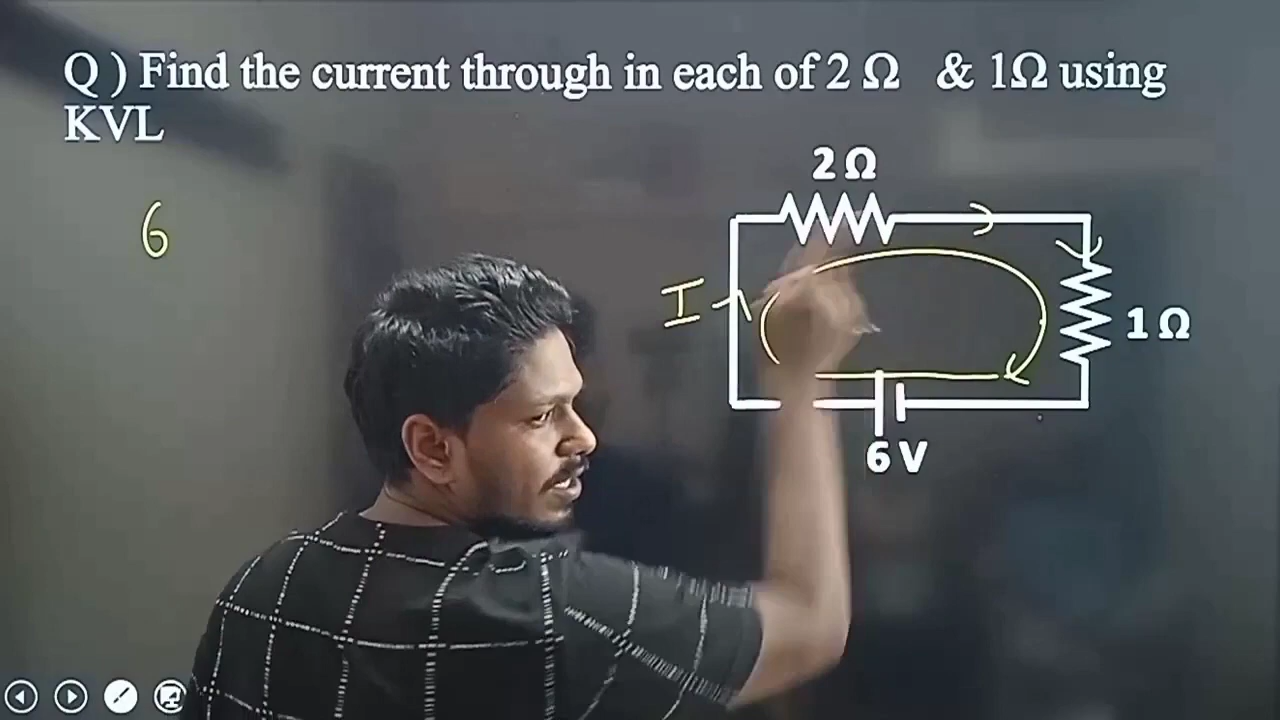 Q ) Find the current through in each of 2 Ω & 1Ω using
KVL
2 Ω
6
I
1 Ω
6 V